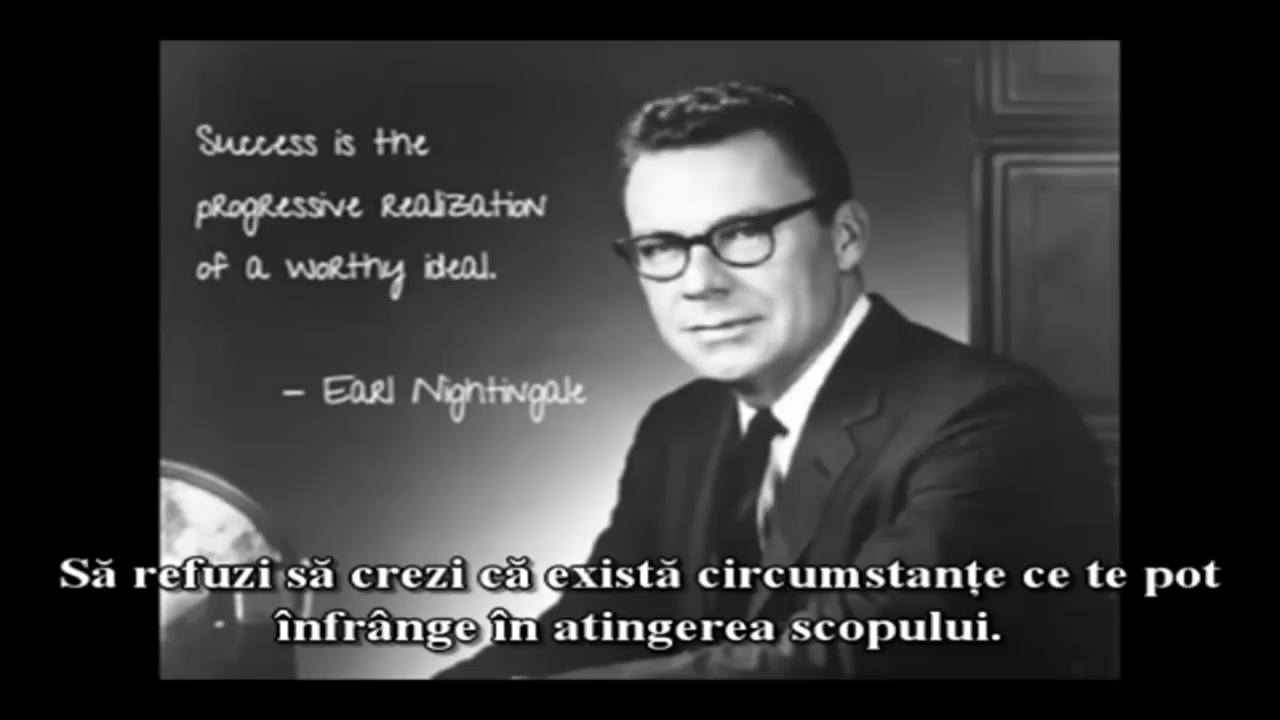 Success is the
progressive realization
of a worthy ideal.
- Earl Nightingale
Să refuzi să crezi că există circumstanțe ce te pot
înfrânge în atingerea scopului.